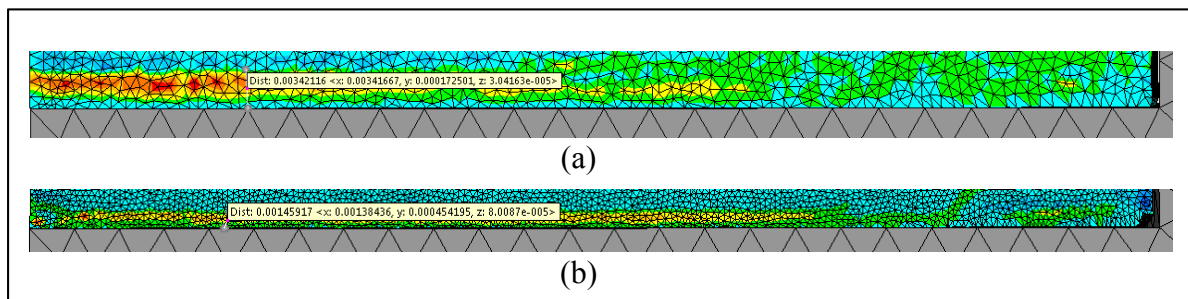 Dist: 0.00342116 <x: 0.00341667, y: 0.000172501, z: 3.04163e-005>
(a)
Dist: 0.00145917 <x: 0.00138436, y: 0.000454195, z: 8.0087e-005>
(b)